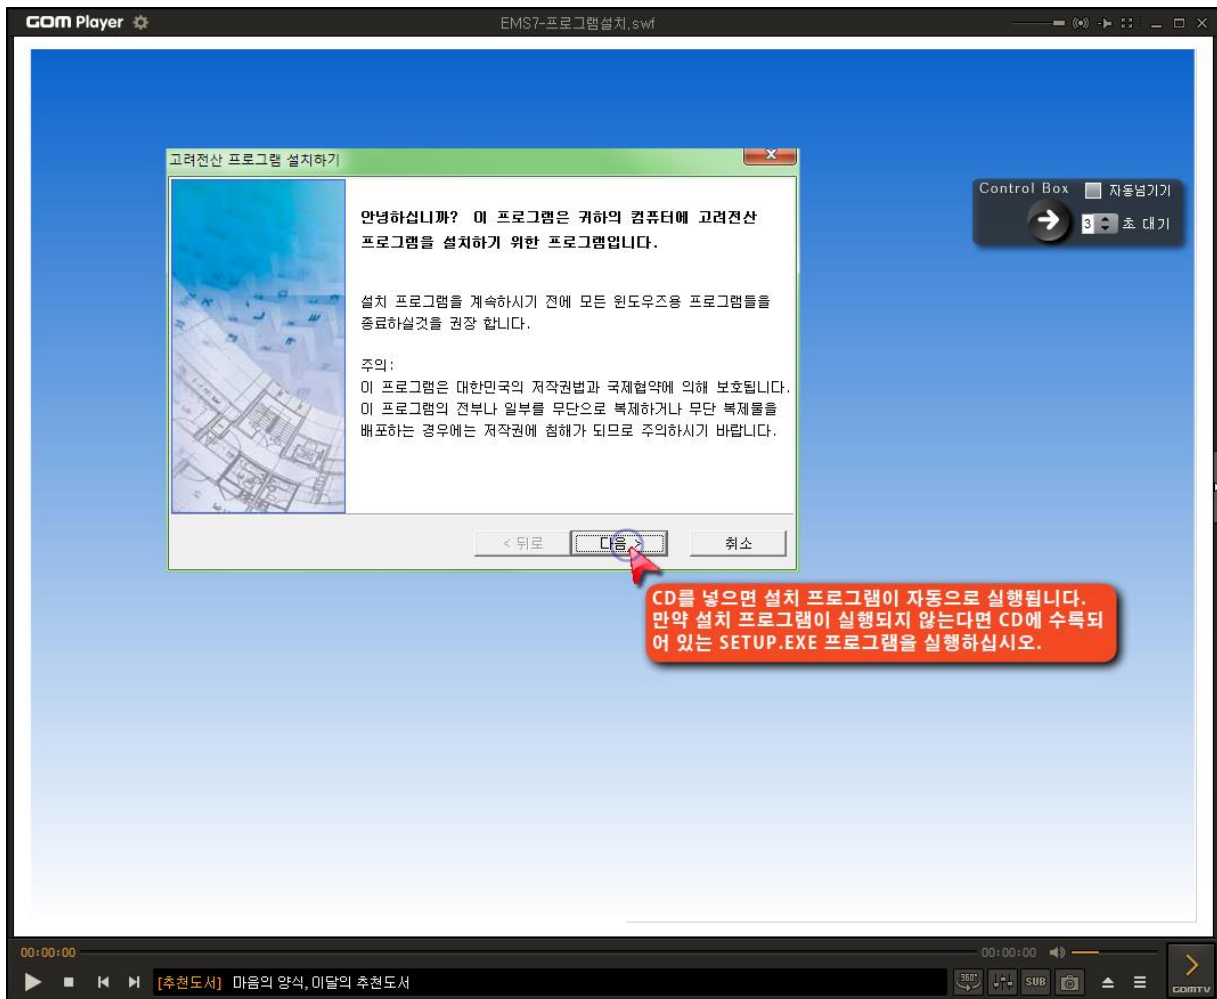 GOM Player
EMS7-프로그램설치.swf
고려전산 프로그램 설치하기
안녕하십니까? 이 프로그램은 귀하의 컴퓨터에 고려전산
프로그램을 설치하기 위한 프로그램입니다.
설치 프로그램을 계속하시기 전에 모든 윈도우즈용 프로그램들을
종료하실것을 권장 합니다.
주의:
이 프로그램은 대한민국의 저작권법과 국제협약에 의해 보호됩니다.
이 프로그램의 전부나 일부를 무단으로 복제하거나 무단 복제물을
배포하는 경우에는 저작권에 침해가 되므로 주의하시기 바랍니다.
< 뒤로
다음 >
취소
Control Box
자동넘기기
3 초 대기
CD를 넣으면 설치 프로그램이 자동으로 실행됩니다.
만약 설치 프로그램이 실행되지 않는다면 CD에 수록되
어 있는 SETUP.EXE 프로그램을 실행하십시오.
00:00:00
00:00:00
[추천도서] 마음의 양식, 이달의 추천도서
360°
SUB
GOMTV